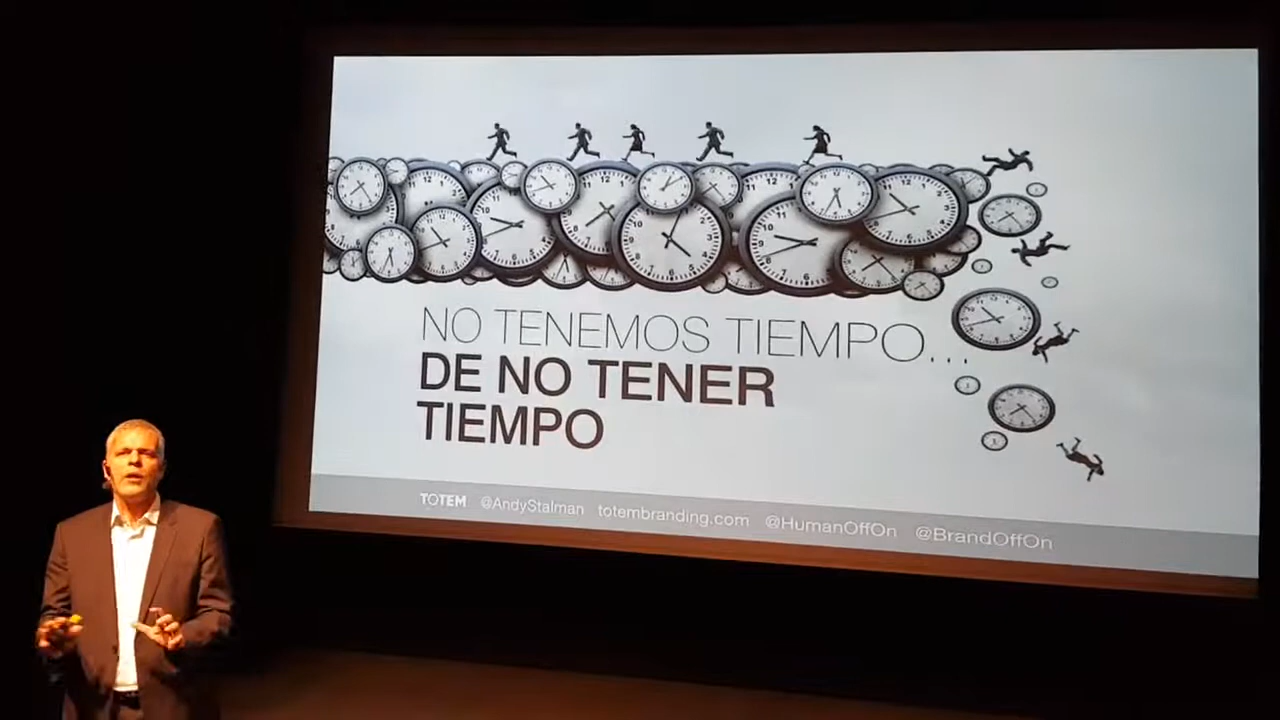 NO TENEMOS TIEMPO...
DE NO TENER
TIEMPO
TOTEM @AndyStalman totembranding.com @HumanOffOn @BrandOffOn